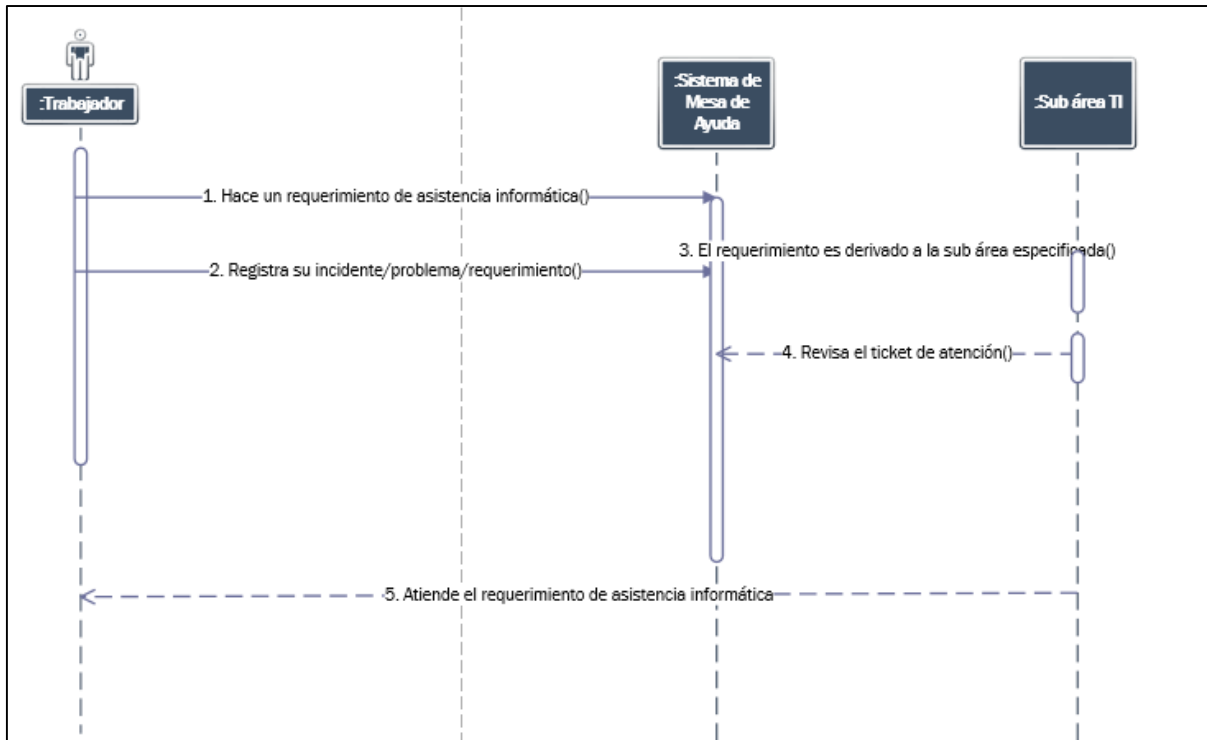 :Trabajador
:Sistema de
Mesa de
Ayuda
:Sub área TI
1. Hace un requerimiento de asistencia informática()
3. El requerimiento es derivado a la sub área especificada()
2. Registra su incidente/problema/requerimiento()
4. Revisa el ticket de atención()
5. Atiende el requerimiento de asistencia informática